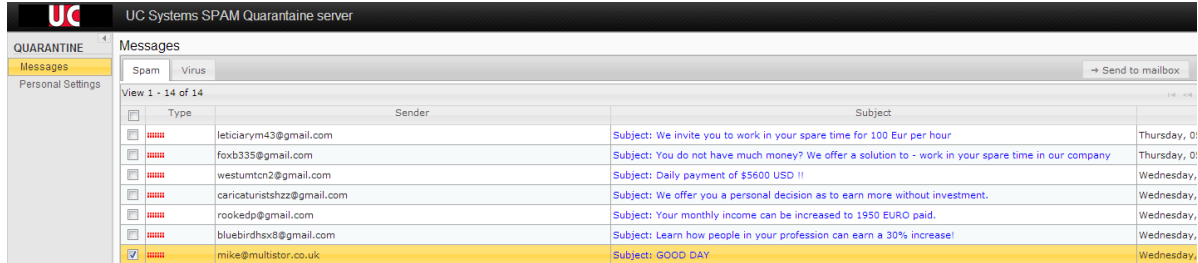 UC UC Systems SPAM Quarantaine server
QUARANTINE
Messages
Personal Settings
Messages
Spam Virus → Send to mailbox
View 1 - 14 of 14
Type Sender Subject
leticiarym43@gmail.com Subject: We invite you to work in your spare time for 100 Eur per hour Thursday, 05
foxb335@gmail.com Subject: You do not have much money? We offer a solution to - work in your spare time in our company Thursday, 05
westumtcn2@gmail.com Subject: Daily payment of $5600 USD !! Wednesday,
caricaturistshzz@gmail.com Subject: We offer you a personal decision as to earn more without investment. Wednesday,
rookedp@gmail.com Subject: Your monthly income can be increased to 1950 EURO paid. Wednesday,
bluebirdhsx8@gmail.com Subject: Learn how people in your profession can earn a 30% increase! Wednesday,
mike@multistor.co.uk Subject: GOOD DAY Wednesday,